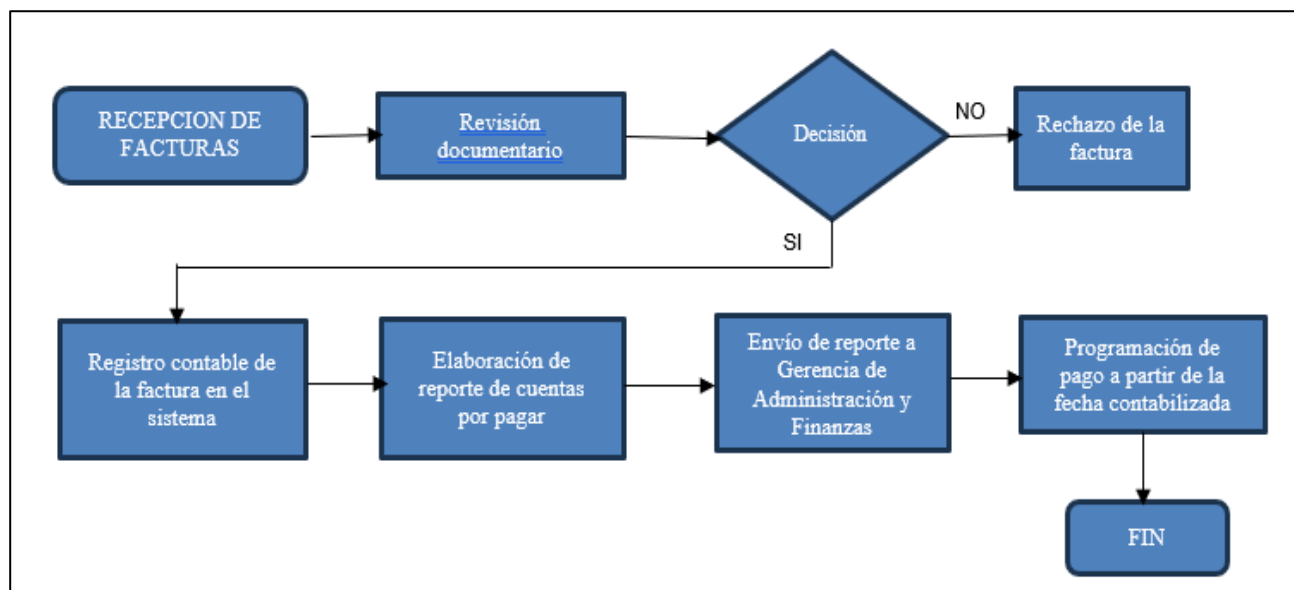 RECEPCION DE
FACTURAS
Revisión
documentario
Decisión
NO
Rechazo de la
factura
SI
Registro contable de
la factura en el
sistema
Elaboración de
reporte de cuentas
por pagar
Envío de reporte a
Gerencia de
Administración y
Finanzas
Programación de
pago a partir de la
fecha contabilizada
FIN